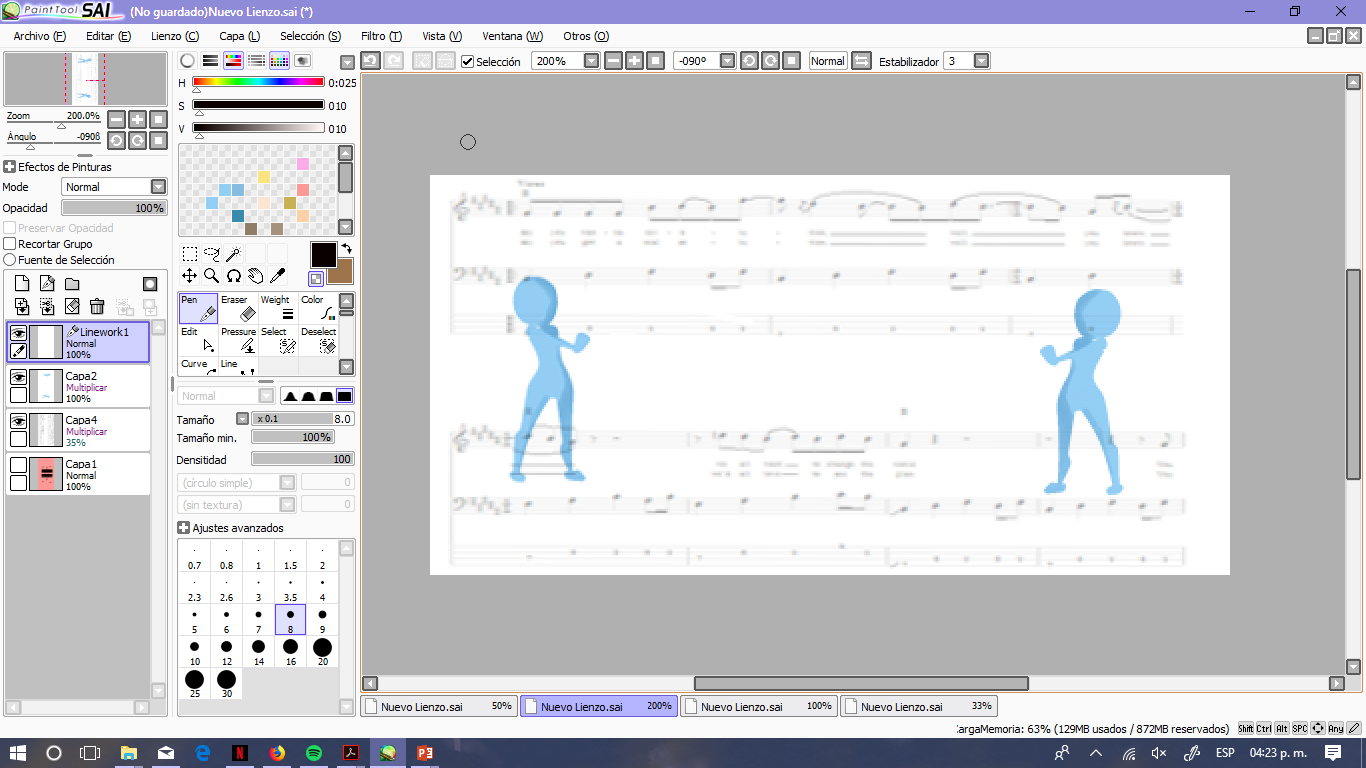 PaintTool SAI (No guardado)Nuevo Lienzo.sai (*)
Archivo (F) Editar (E) Lienzo (C) Capa (L) Selección (S) Filtro (T) Vista (V) Ventana (W) Otros (O)
Selección 200% -090º Normal Estabilizador 3
H 0:025
S 010
V 010
Zoom 200.0%
Ángulo -090ß
Efectos de Pinturas
Mode Normal
Opacidad 100%
Preservar Opacidad
Recortar Grupo
Fuente de Selección
Linework1
Normal
100%
Capa2
Multiplicar
100%
Capa4
Multiplicar
35%
Capa1
Normal
100%
Pen Eraser Weight Color
Edit Pressure Select Deselect
Curve Line
Normal
Tamaño x 0.1 8.0
Tamaño min. 100%
Densitidad 100
(círculo simple) 0
(sin textura) 0
Ajustes avanzados
0.7 0.8 1 1.5 2
2.3 2.6 3 3.5 4
5 6 7 8 9
10 12 14 16 20
25 30
Nuevo Lienzo.sai 50% Nuevo Lienzo.sai 200% Nuevo Lienzo.sai 100% Nuevo Lienzo.sai 33%
CargaMemoria: 63% (129MB usados / 872MB reservados) Shift Ctrl Alt SPC Any
ESP 04:23 p. m.